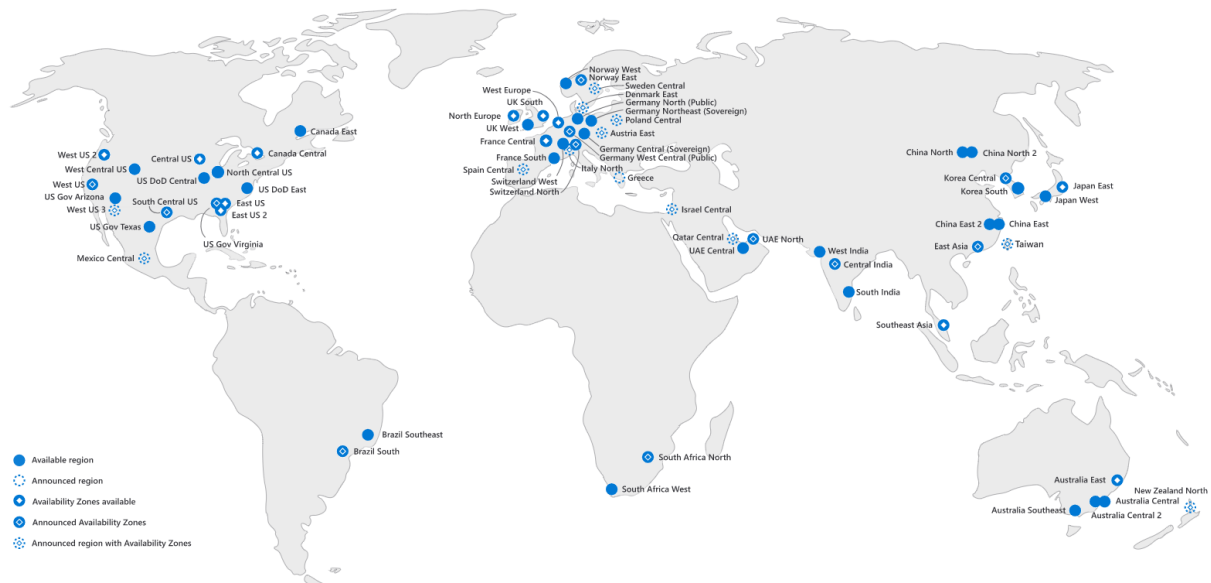 Norway West
Norway East
Sweden Central
West Europe
Denmark East
UK South
Germany North (Public)
Germany Northeast (Sovereign)
North Europe
Poland Central
UK West
Austria East
France Central
Germany Central (Sovereign)
Germany West Central (Public)
France South
Italy North
Spain Central
Switzerland West
Greece
Switzerland North
Canada East
West US 2
Central US
Canada Central
West Central US
North Central US
US DoD Central
West US
US DoD East
US Gov Arizona
South Central US
East US
West US 3
East US 2
US Gov Texas
US Gov Virginia
Mexico Central
Israel Central
Qatar Central
UAE North
UAE Central
West India
Central India
South India
China North
China North 2
Korea Central
Korea South
Japan East
Japan West
China East 2
China East
East Asia
Taiwan
Southeast Asia
Brazil Southeast
Brazil South
South Africa North
South Africa West
Australia East
New Zealand North
Australia Central
Australia Southeast
Australia Central 2
Available region
Announced region
Availability Zones available
Announced Availability Zones
Announced region with Availability Zones